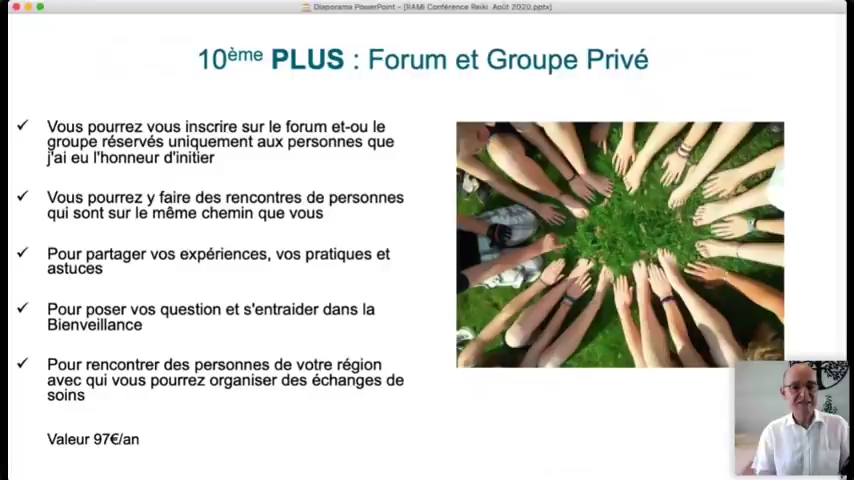 Diaporama PowerPoint - [RAMI Conférence Reiki Août 2020.pptx]
10ème PLUS : Forum et Groupe Privé
✓ Vous pourrez vous inscrire sur le forum et-ou le
groupe réservés uniquement aux personnes que
j'ai eu l'honneur d'initier
✓ Vous pourrez y faire des rencontres de personnes
qui sont sur le même chemin que vous
✓ Pour partager vos expériences, vos pratiques et
astuces
✓ Pour poser vos question et s'entraider dans la
Bienveillance
✓ Pour rencontrer des personnes de votre région
avec qui vous pourrez organiser des échanges de
soins
Valeur 97€/an